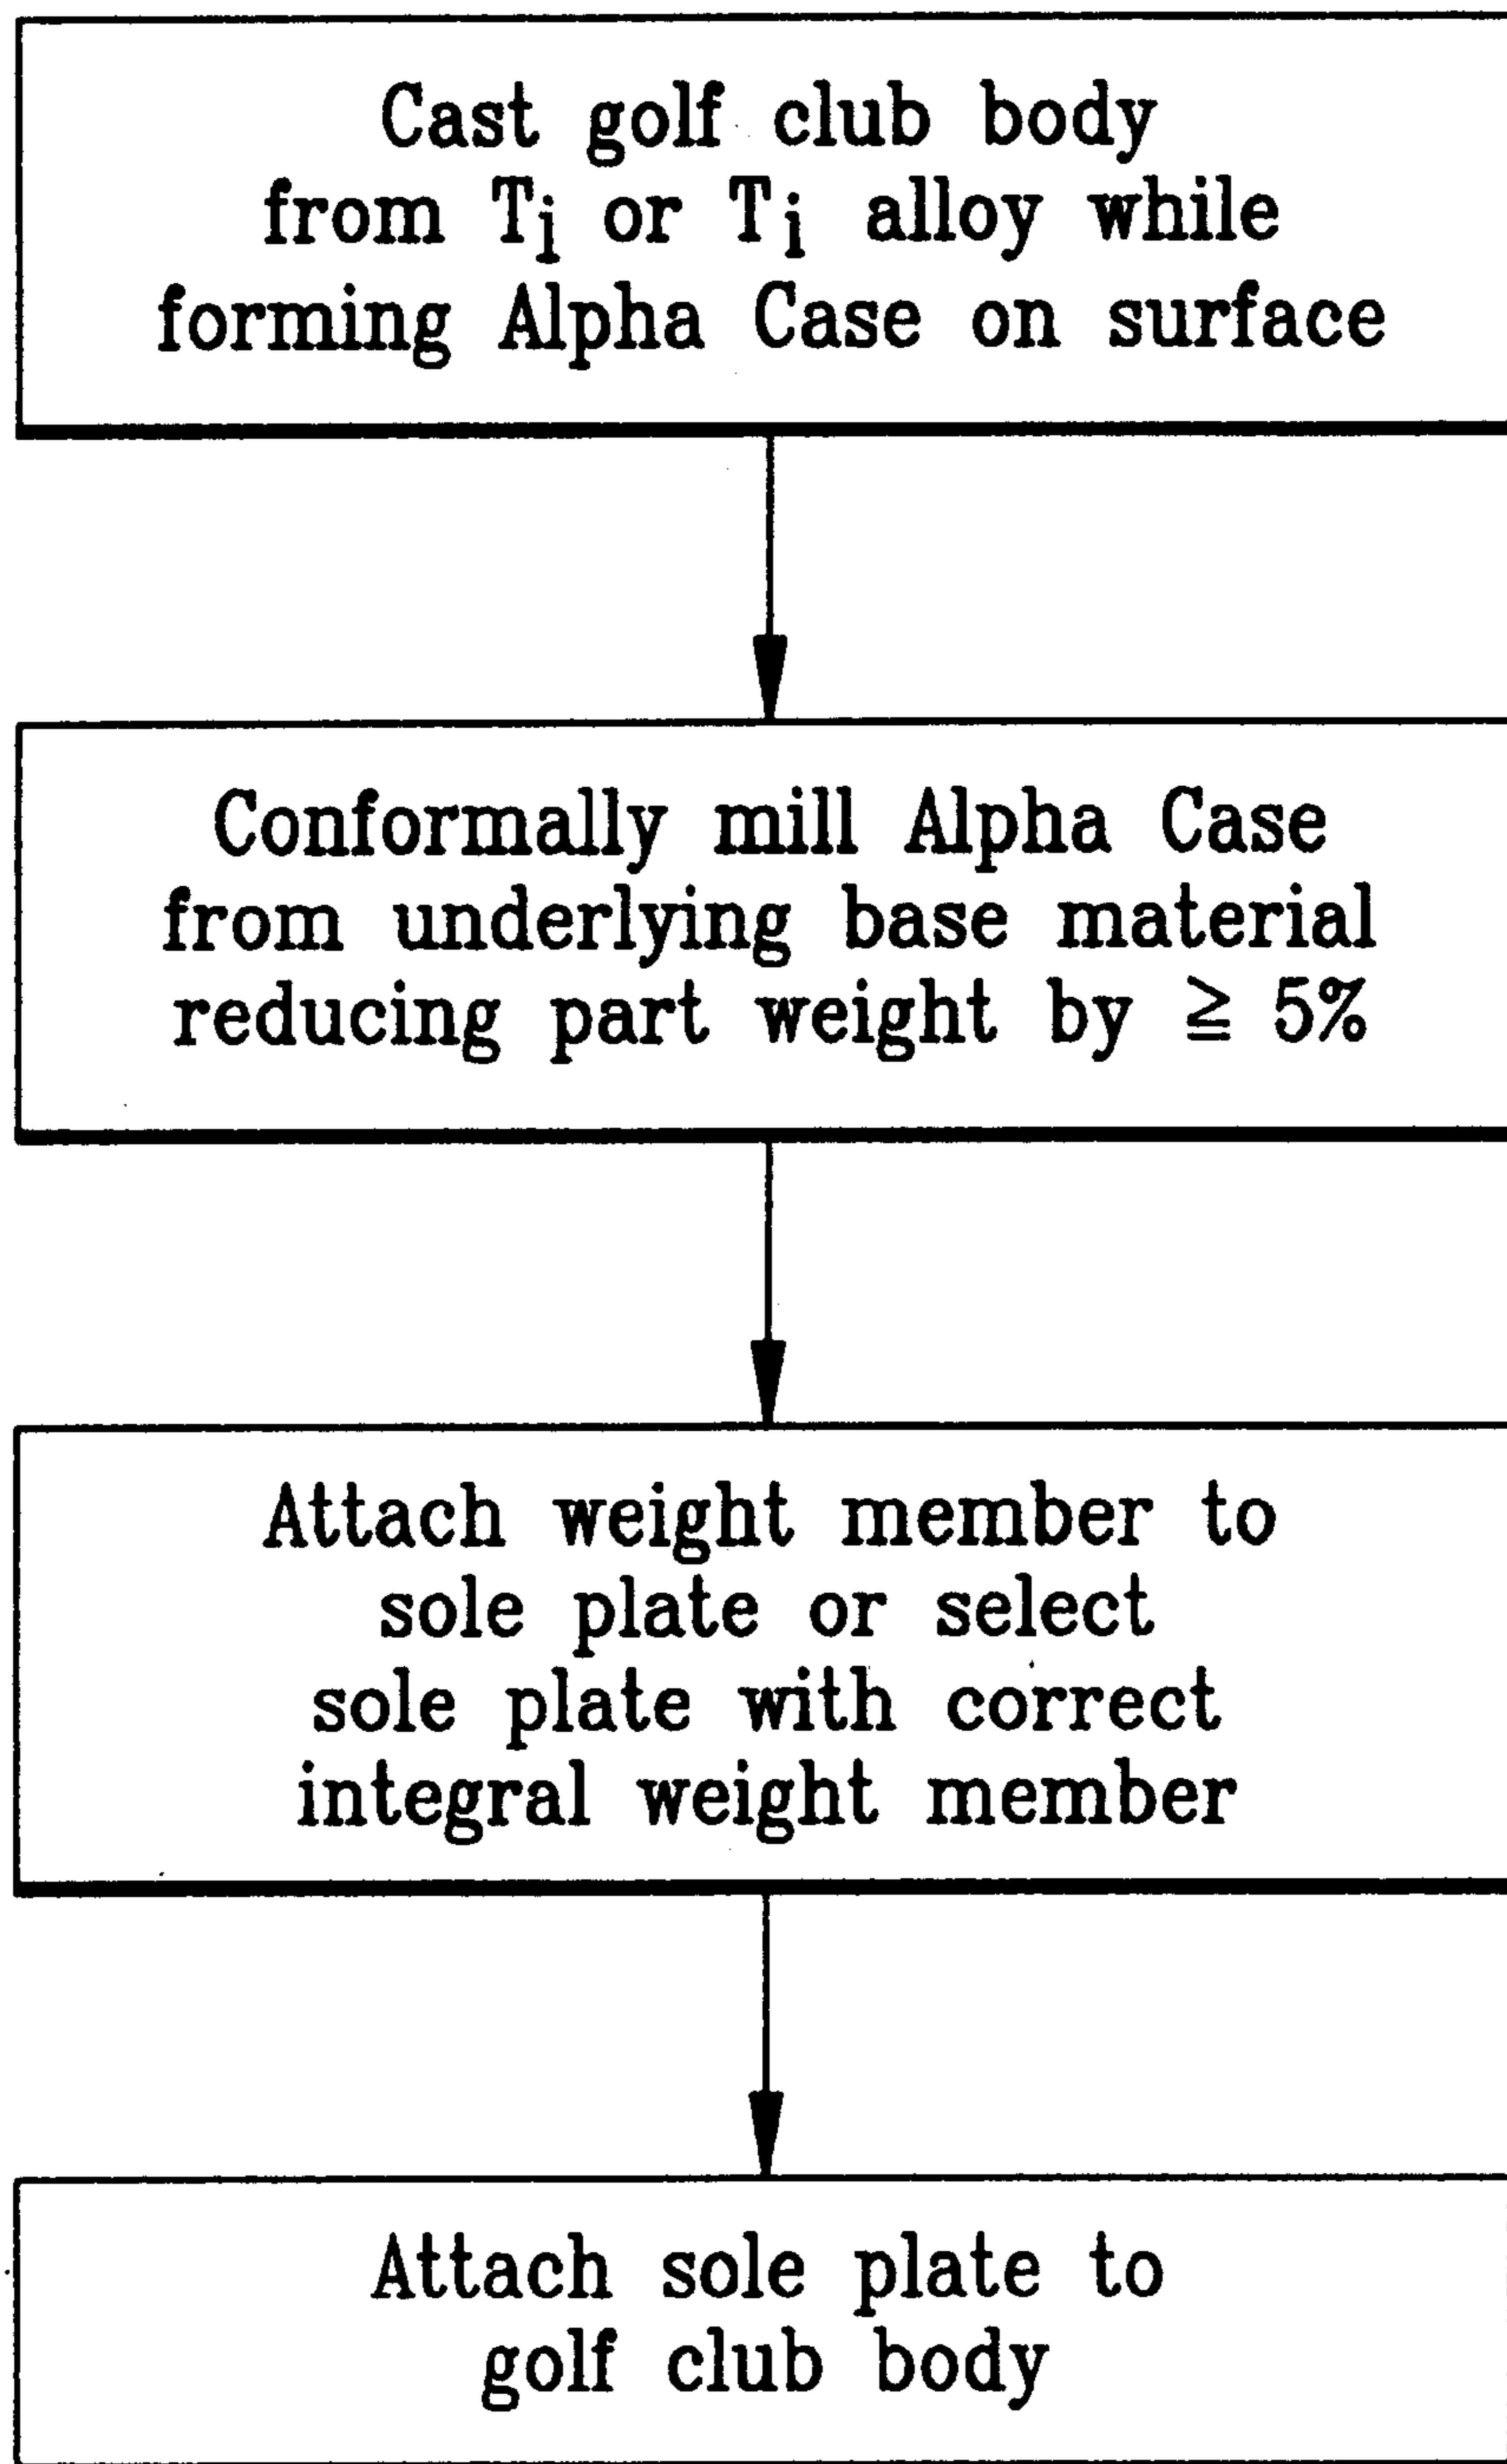 Cast golf club body
from Ti or Ti alloy while
forming Alpha Case on surface
Conformally mill Alpha Case
from underlying base material
reducing part weight by ≧ 5%
Attach weight member to
sole plate or select
sole plate with correct
integral weight member
Attach sole plate to
golf club body